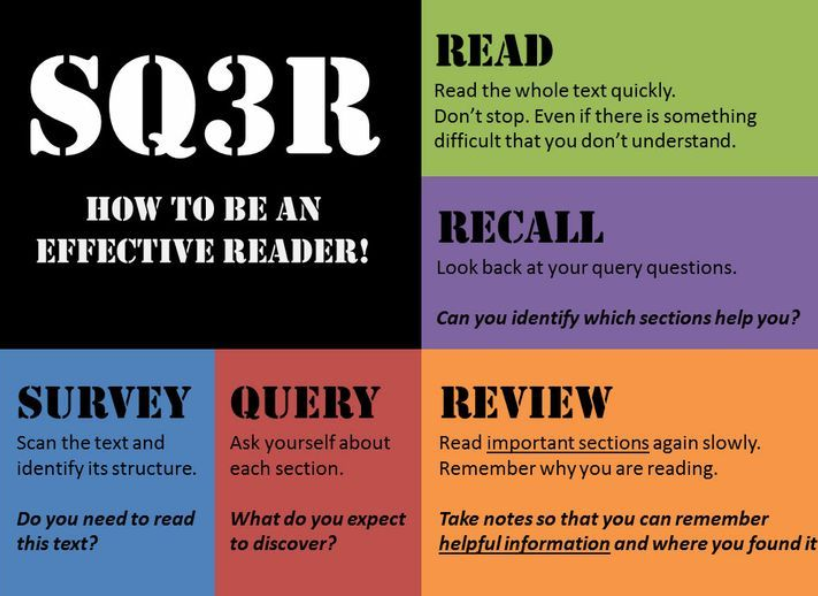 SQ3R
HOW TO BE AN
EFFECTIVE READER!
SURVEY
Scan the text and
identify its structure.
Do you need to read
this text?
QUERY
Ask yourself about
each section.
What do you expect
to discover?
READ
Read the whole text quickly.
Don't stop. Even if there is something
difficult that you don't understand.
RECALL
Look back at your query questions.
Can you identify which sections help you?
REVIEW
Read important sections again slowly.
Remember why you are reading.
Take notes so that you can remember
helpful information and where you found it